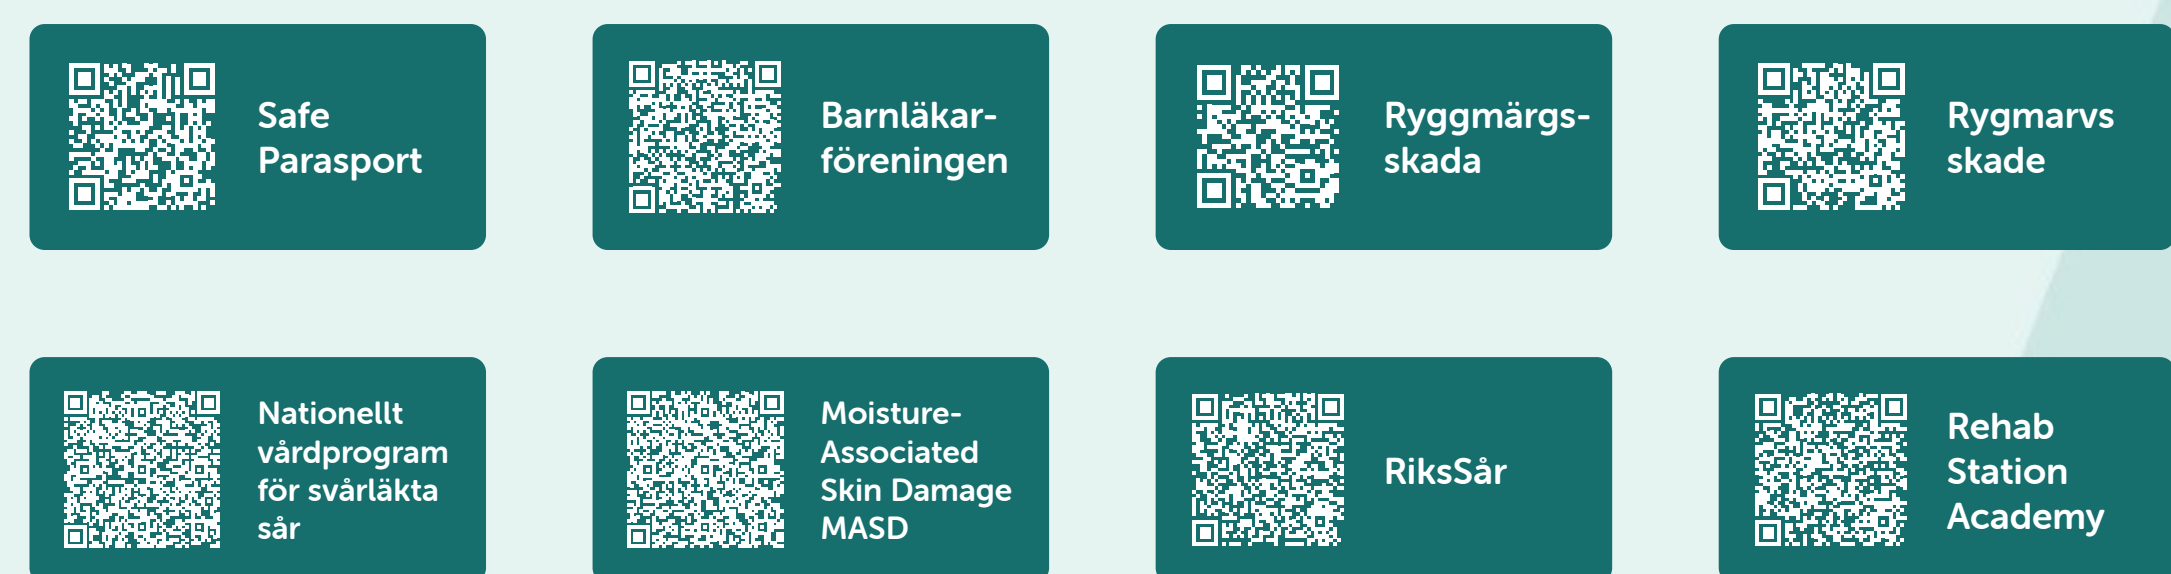 Safe
Parasport
Barnläkar-
föreningen
Ryggmärgs-
skada
Rygmarvs
skade
Nationellt
vårdprogram
för svårläkta
sår
Moisture-
Associated
Skin Damage
MASD
RiksSår
Rehab
Station
Academy